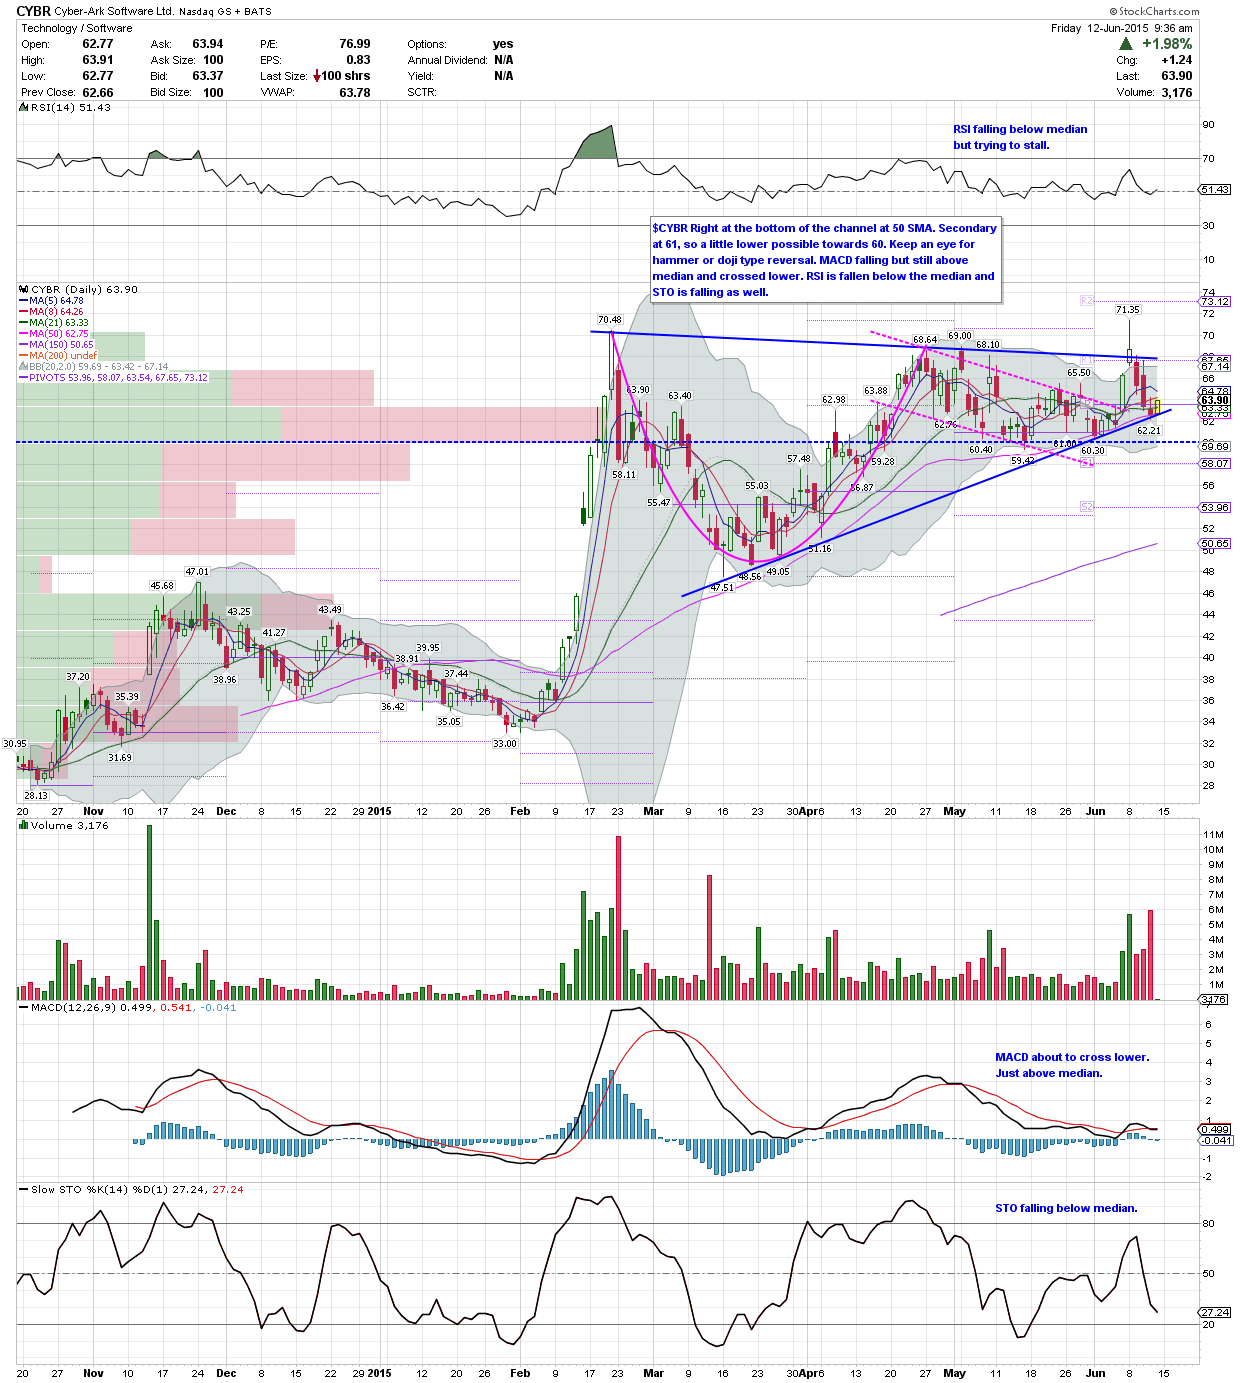 CYBR Cyber-Ark Software Ltd. Nasdaq GS + BATS
© StockCharts.com
Technology / Software
Friday 12-Jun-2015 9:36 am
Open: 62.77 Ask: 63.94 P/E: 76.99 Options: yes
▲ +1.98%
High: 63.91 Ask Size: 100 EPS: 0.83 Annual Dividend: N/A
Chg: +1.24
Low: 62.77 Bid: 63.37 Last Size: 100 shrs Yield: N/A
Last: 63.90
Prev Close: 62.66 Bid Size: 100 VWAP: 63.78 SCTR:
Volume: 3,176
RSI(14) 51.43
RSI falling below median
but trying to stall.
90
70
51.43
30
10
$CYBR Right at the bottom of the channel at 50 SMA. Secondary
at 61, so a little lower possible towards 60. Keep an eye for
hammer or doji type reversal. MACD falling but still above
median and crossed lower. RSI is fallen below the median and
STO is falling as well.
CYBR (Daily) 63.90
MA(5) 64.78
MA(8) 64.26
MA(21) 63.33
MA(50) 62.75
MA(150) 50.65
MA(200) undef
BB(20,2.0) 59.69 - 63.42 - 67.14
PIVOTS 53.96, 58.07, 63.54, 67.65, 73.12
74
R2
73.12
72
71.35
70.48
70
69.00
68.64
68.10
R1
67.14
66
65.50
64.78
63.90
63.33
63.90
63.40
62.98
63.88
62.76
62
62.21
61.00
60.40
60.30
59.69
59.42
59.28
58.11
57.48
58.07
56.87
56
55.47
55.03
S2
53.96
52
51.16
50.65
50
49.05
48.56
47.51
48
47.01
46
45.68
44
43.25
43.49
42
41.27
40
39.95
38.91
38.96
38
37.20
37.44
36.42
36
35.39
35.05
34
33.00
32
31.69
30.95
30
28.13
28
20 27 Nov 10 17 24 Dec 8 15 22 29 2015 12 20 26 Feb 9 17 23 Mar 9 16 23 30 Apr 6 13 20 27 May 11 18 26 Jun 8 15
Volume 3,176
11M
10M
9M
8M
7M
6M
5M
4M
3M
2M
1M
3176
MACD(12,26,9) 0.499, 0.541, -0.041
MACD about to cross lower.
Just above median.
7
6
5
4
3
2
1
0.499
-0.041
-1
-2
Slow STO %K(14) %D(1) 27.24, 27.24
STO falling below median.
80
50
27.24
20
20 27 Nov 10 17 24 Dec 8 15 22 29 2015 12 20 26 Feb 9 17 23 Mar 9 16 23 30 Apr 6 13 20 27 May 11 18 26 Jun 8 15